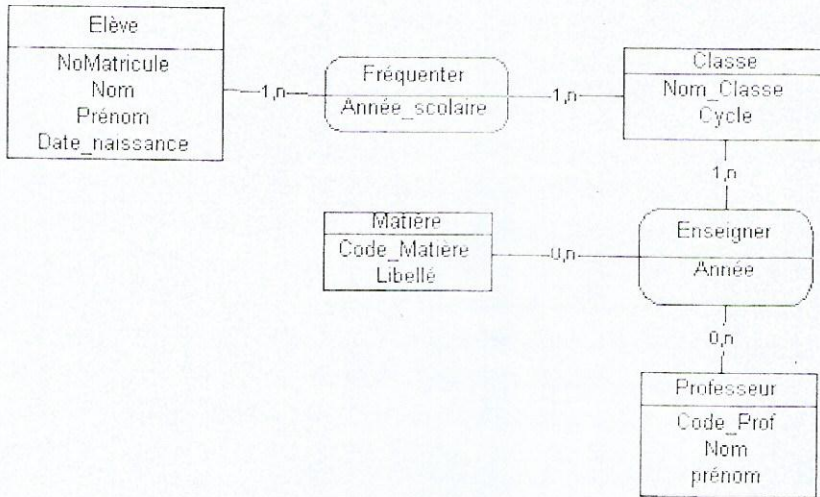 Elève
NoMatricule
Nom
Prénom
Date_naissance
1,n
Fréquenter
Année_scolaire
1,n
Classe
Nom_Classe
Cycle
1,n
Matière
Code_Matière
Libellé
0,n
Enseigner
Année
0,n
Professeur
Code_Prof
Nom
prénom